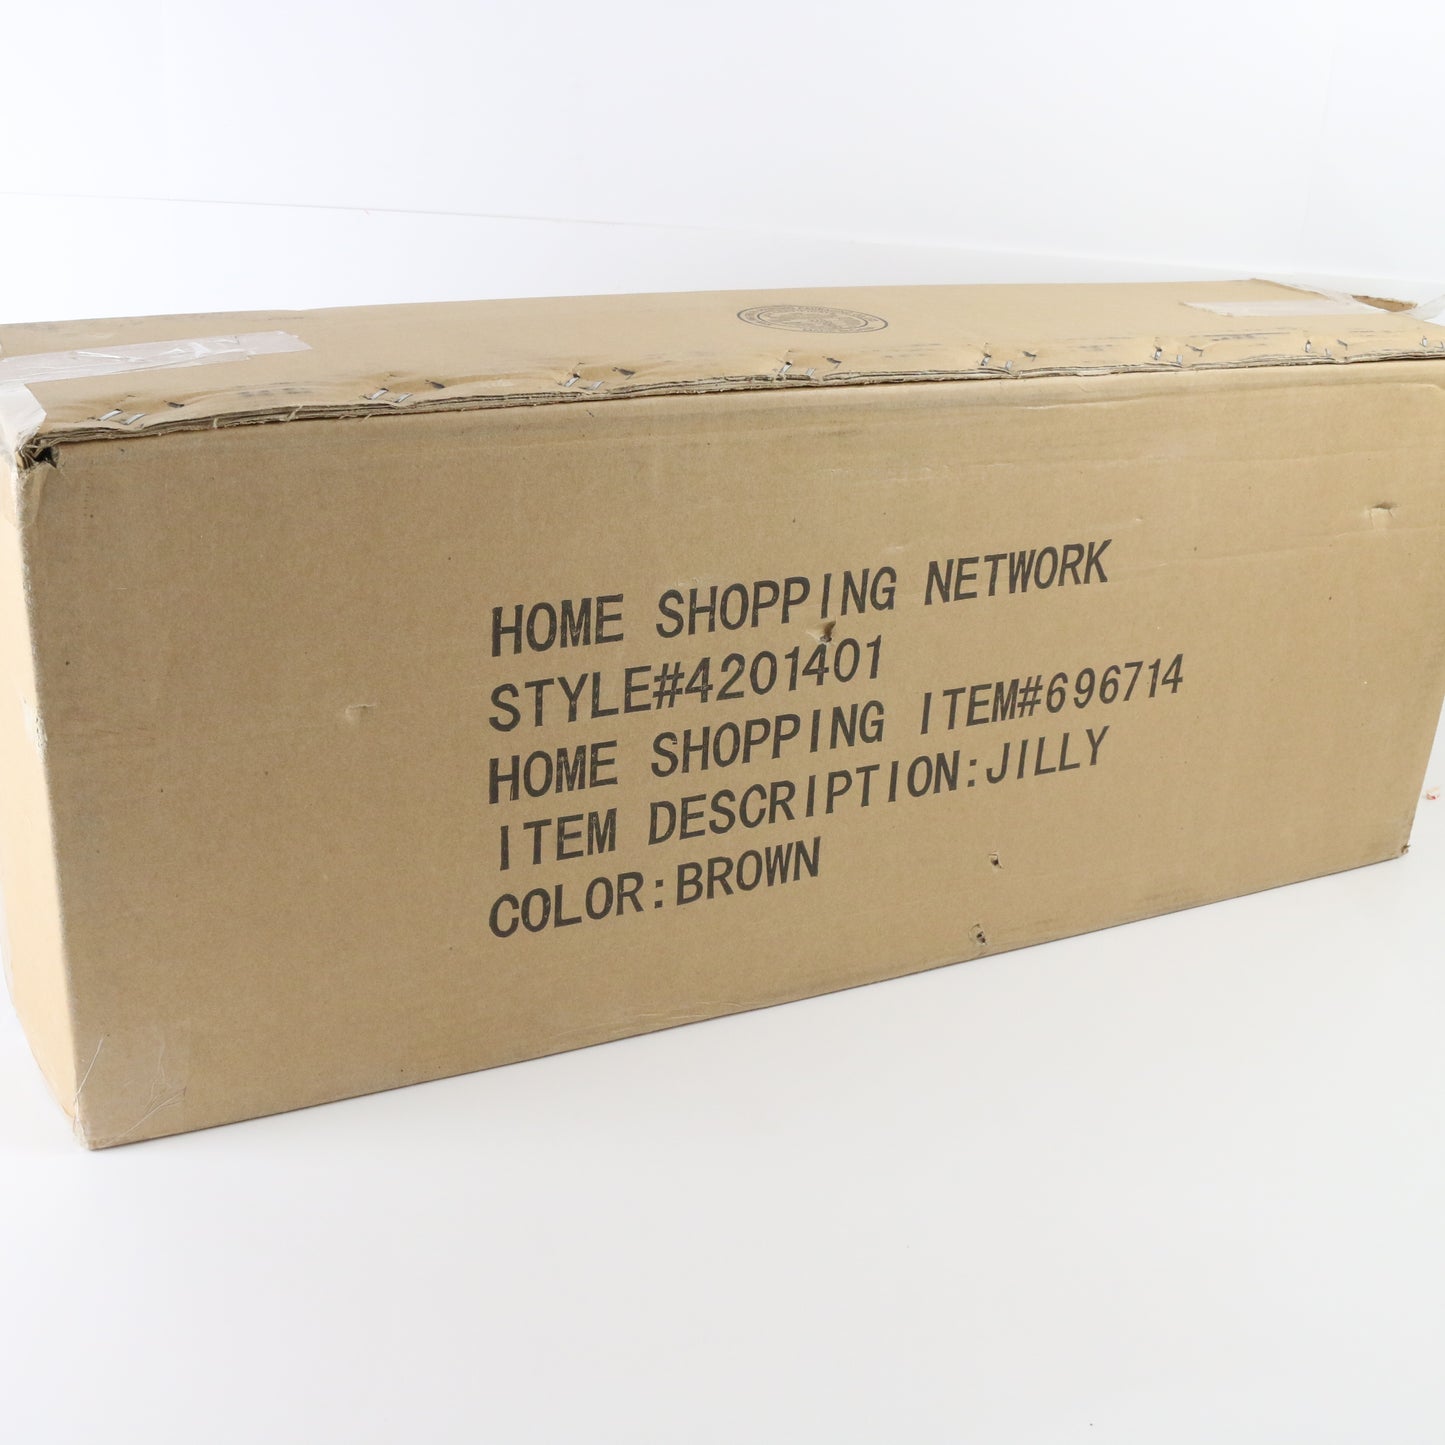 HOME SHOPPING NETWORK
STYLE#4201401
HOME SHOPPING ITEM#696714
ITEM DESCRIPTION:JILLY
COLOR:BROWN